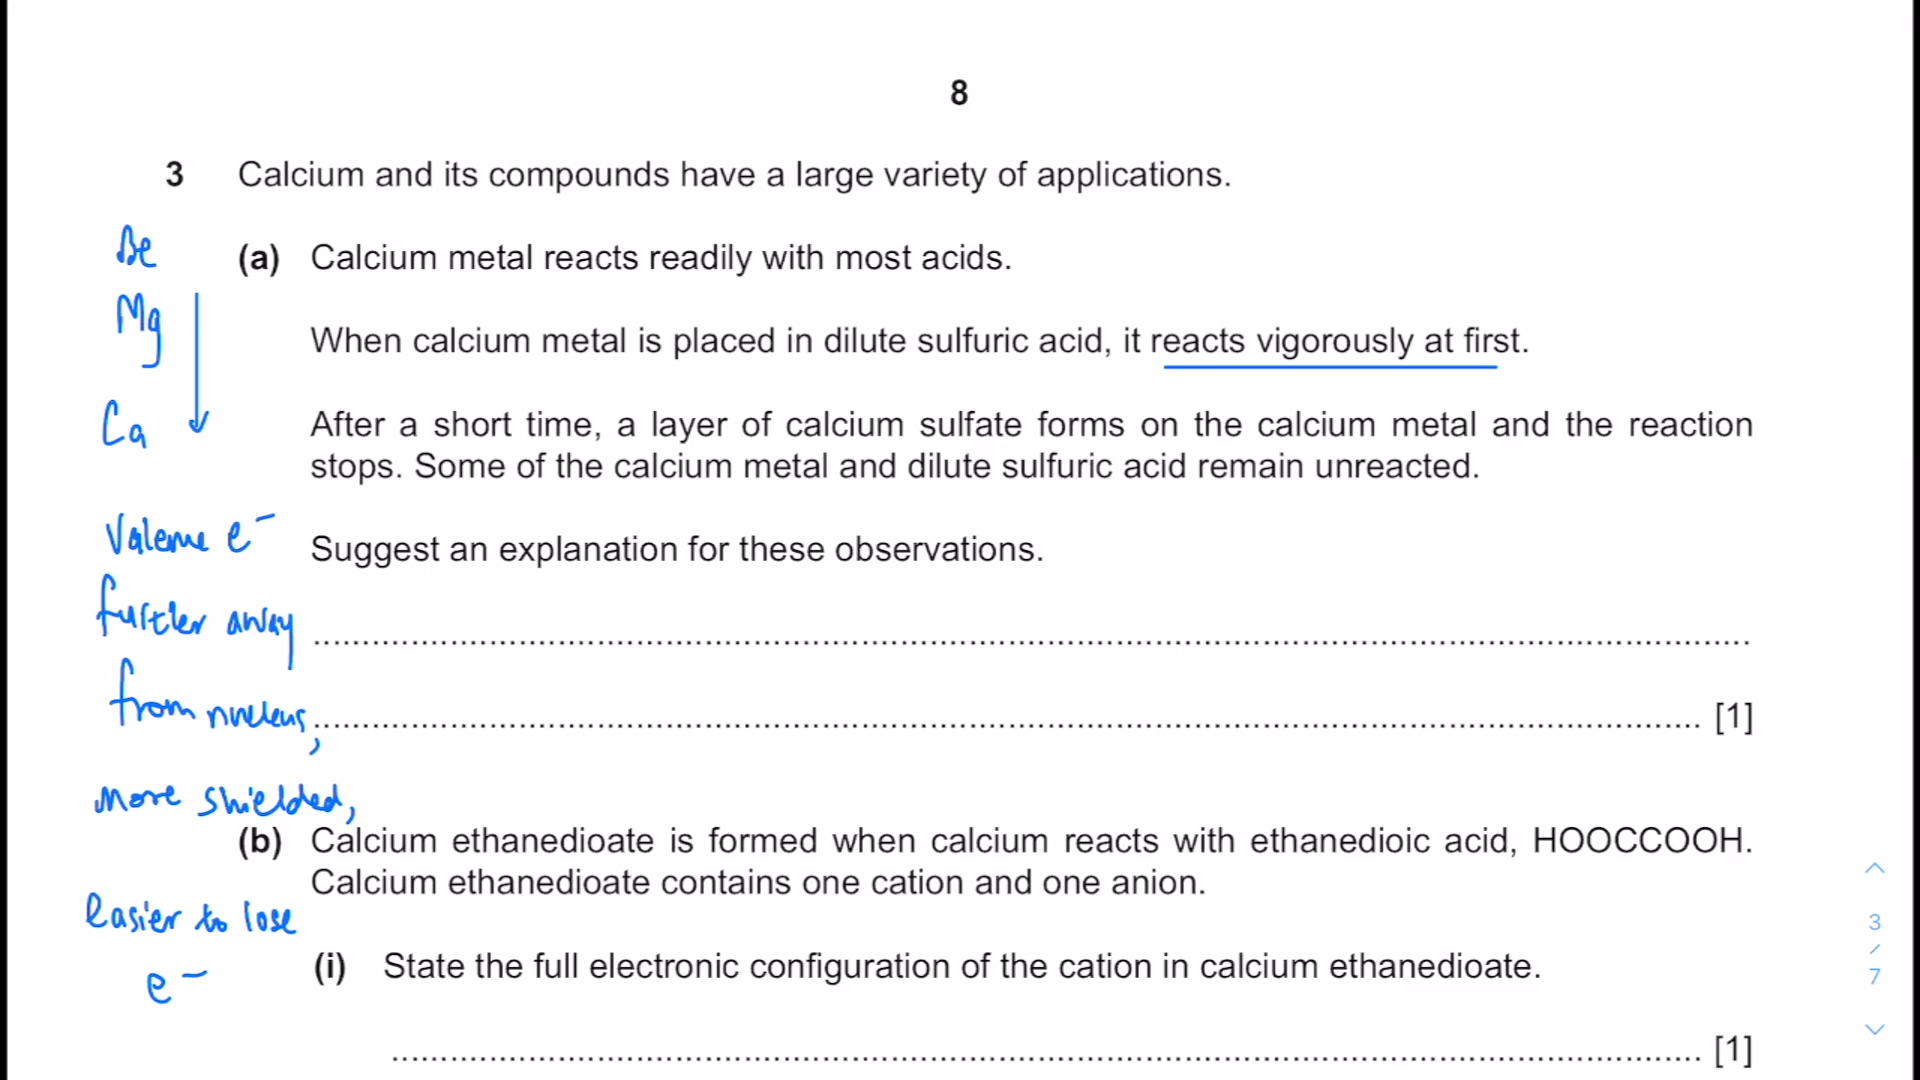 8
3 Calcium and its compounds have a large variety of applications.
Be
(a) Calcium metal reacts readily with most acids.
Mg
When calcium metal is placed in dilute sulfuric acid, it reacts vigorously at first.
Ca
After a short time, a layer of calcium sulfate forms on the calcium metal and the reaction
stops. Some of the calcium metal and dilute sulfuric acid remain unreacted.
Valence e⁻
Suggest an explanation for these observations.
further away
from nucleus,
[1]
more shielded,
(b) Calcium ethanedioate is formed when calcium reacts with ethanedioic acid, HOOCCOOH.
Calcium ethanedioate contains one cation and one anion.
easier to lose
e⁻
(i) State the full electronic configuration of the cation in calcium ethanedioate.
[1]
3
/
7